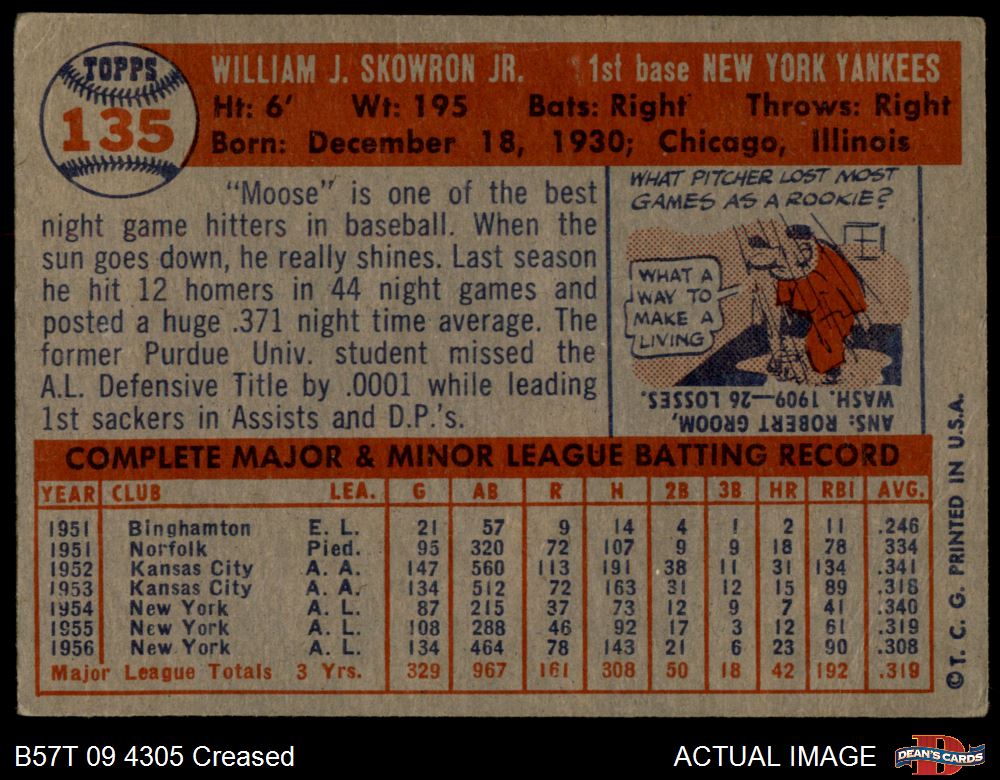 TOPPS
135
WILLIAM J. SKOWRON JR. 1st base NEW YORK YANKEES
Ht: 6' Wt: 195 Bats: Right Throws: Right
Born: December 18, 1930; Chicago, Illinois
"Moose" is one of the best
night game hitters in baseball. When the
sun goes down, he really shines. Last season
he hit 12 homers in 44 night games and
posted a huge .371 night time average. The
former Purdue Univ. student missed the
A.L. Defensive Title by .0001 while leading
1st sackers in Assists and D.P.'s.
WHAT PITCHER LOST MOST
GAMES AS A ROOKIE?
WHAT A
WAY TO
MAKE A
LIVING
ANS: ROBERT GROOM,
WASH. 1909—26 LOSSES.
COMPLETE MAJOR & MINOR LEAGUE BATTING RECORD
YEAR CLUB LEA. G AB R H 2B 3B HR RBI AVG.
1951 Binghamton E. L. 21 57 9 14 4 1 2 11 .246
1951 Norfolk Pied. 95 320 72 107 9 9 18 78 .334
1952 Kansas City A. A. 147 560 113 191 38 11 31 134 .341
1953 Kansas City A. A. 134 512 72 163 31 12 15 89 .318
1954 New York A. L. 87 215 37 73 12 9 7 41 .340
1955 New York A. L. 108 288 46 92 17 3 12 61 .319
1956 New York A. L. 134 464 78 143 21 6 23 90 .308
Major League Totals 3 Yrs. 329 967 161 308 50 18 42 192 .319
©T. C. G. PRINTED IN U.S.A.
B57T 09 4305 Creased
ACTUAL IMAGE
DEAN'S CARDS